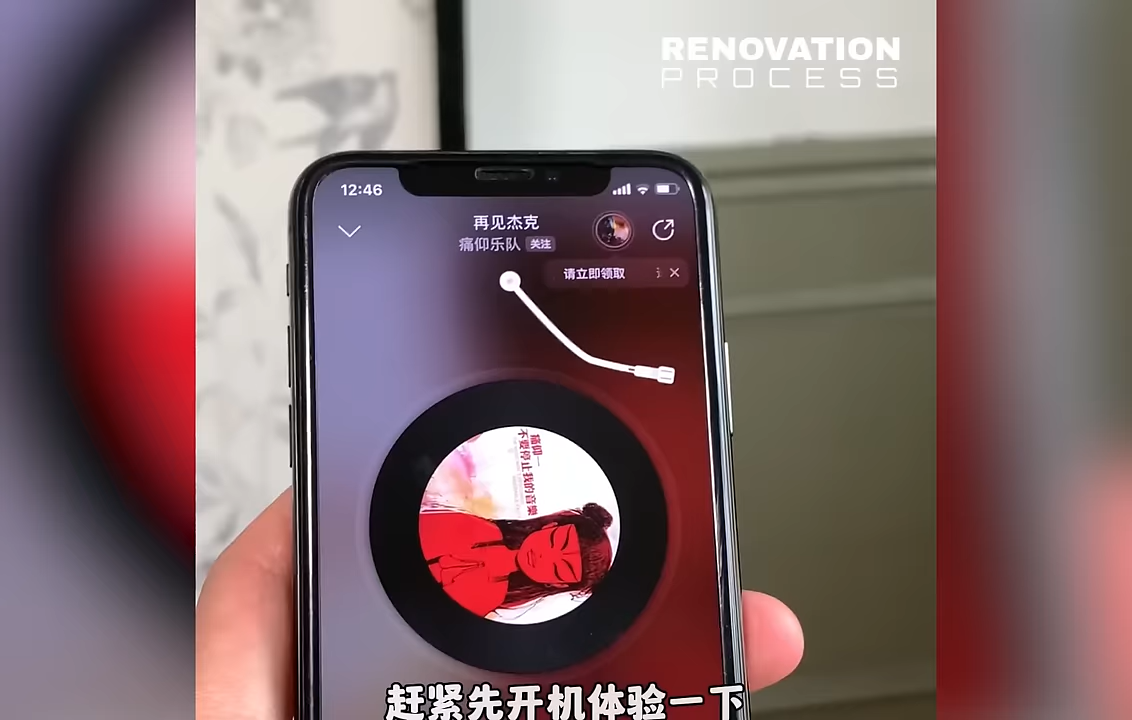 RENOVATION
PROCESS
12:46
再见杰克
痛仰乐队 关注
请立即领取
痛仰—
不要停止我的音樂
赶紧先开机体验一下